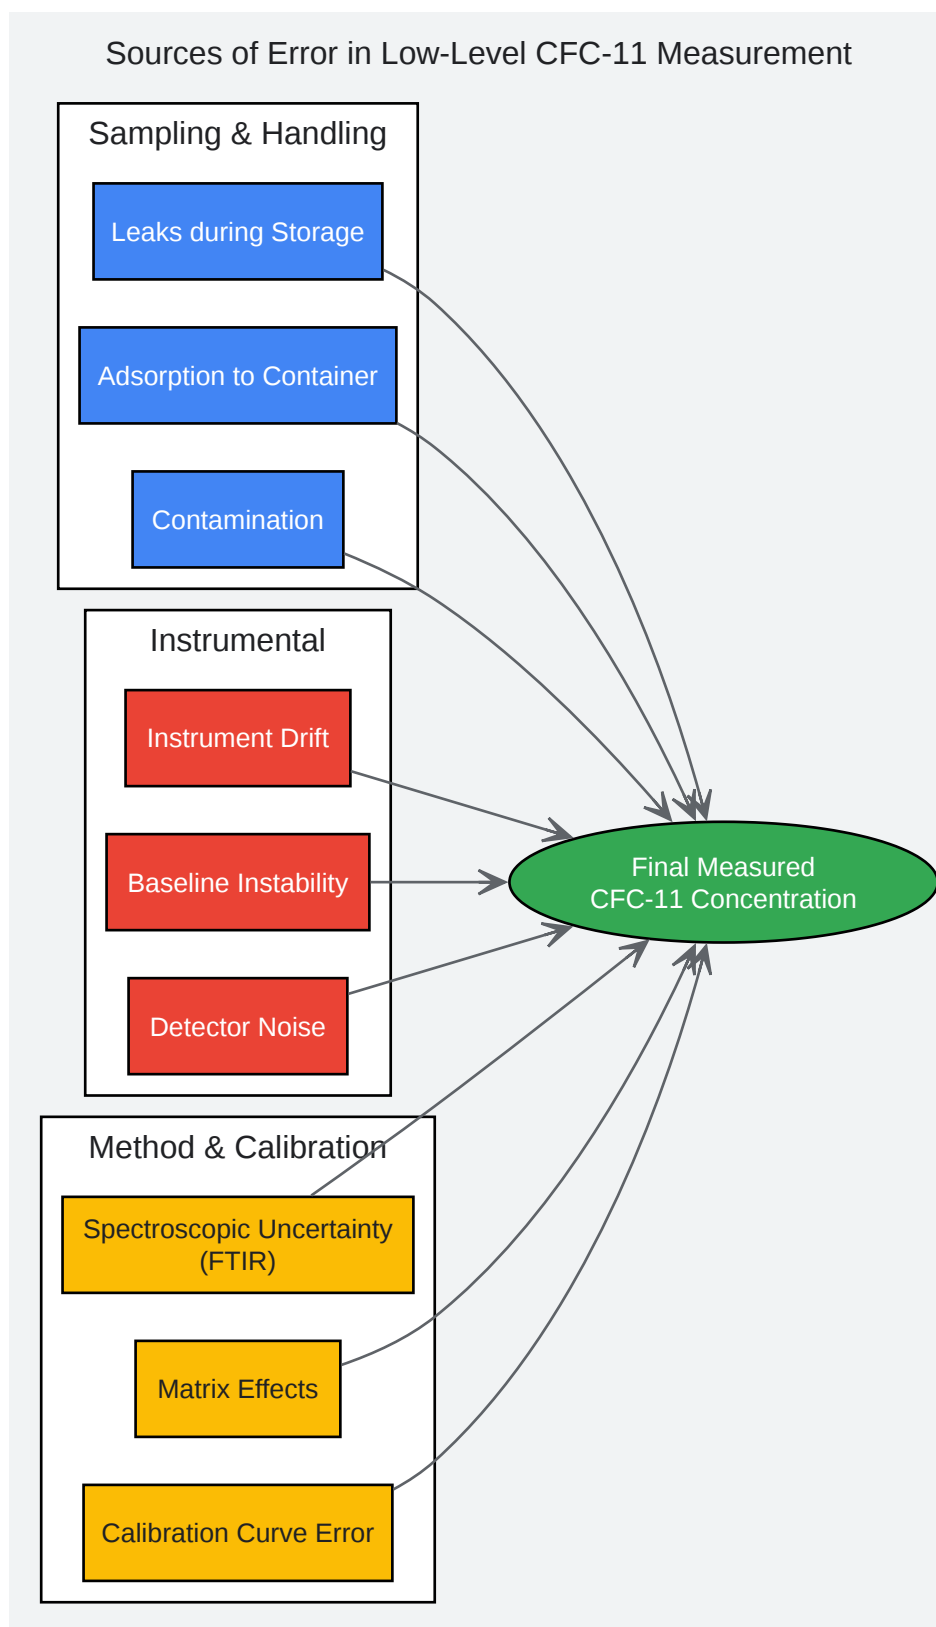 Sources of Error in Low-Level CFC-11 Measurement
Sampling & Handling
Leaks during Storage
Adsorption to Container
Contamination
Instrumental
Instrument Drift
Baseline Instability
Detector Noise
Final Measured
CFC-11 Concentration
Method & Calibration
Spectroscopic Uncertainty
(FTIR)
Matrix Effects
Calibration Curve Error